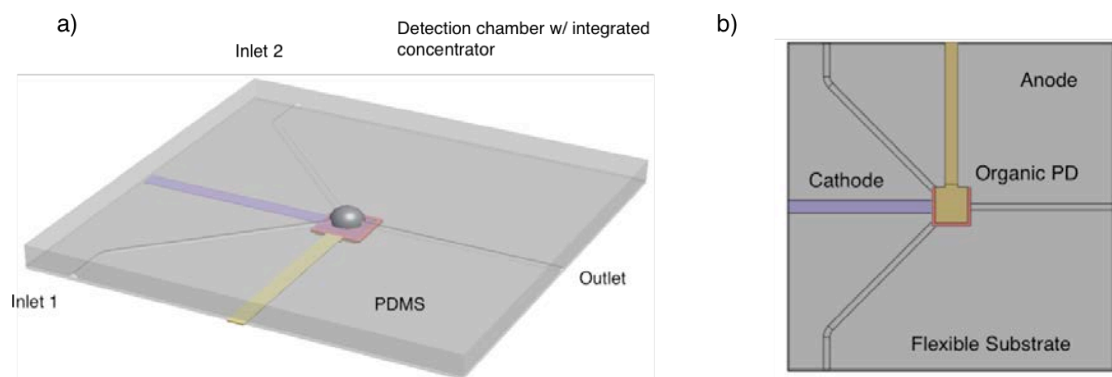 a)
Inlet 2
Detection chamber w/ integrated
concentrator
Inlet 1
PDMS
Outlet
b)
Anode
Cathode
Organic PD
Flexible Substrate